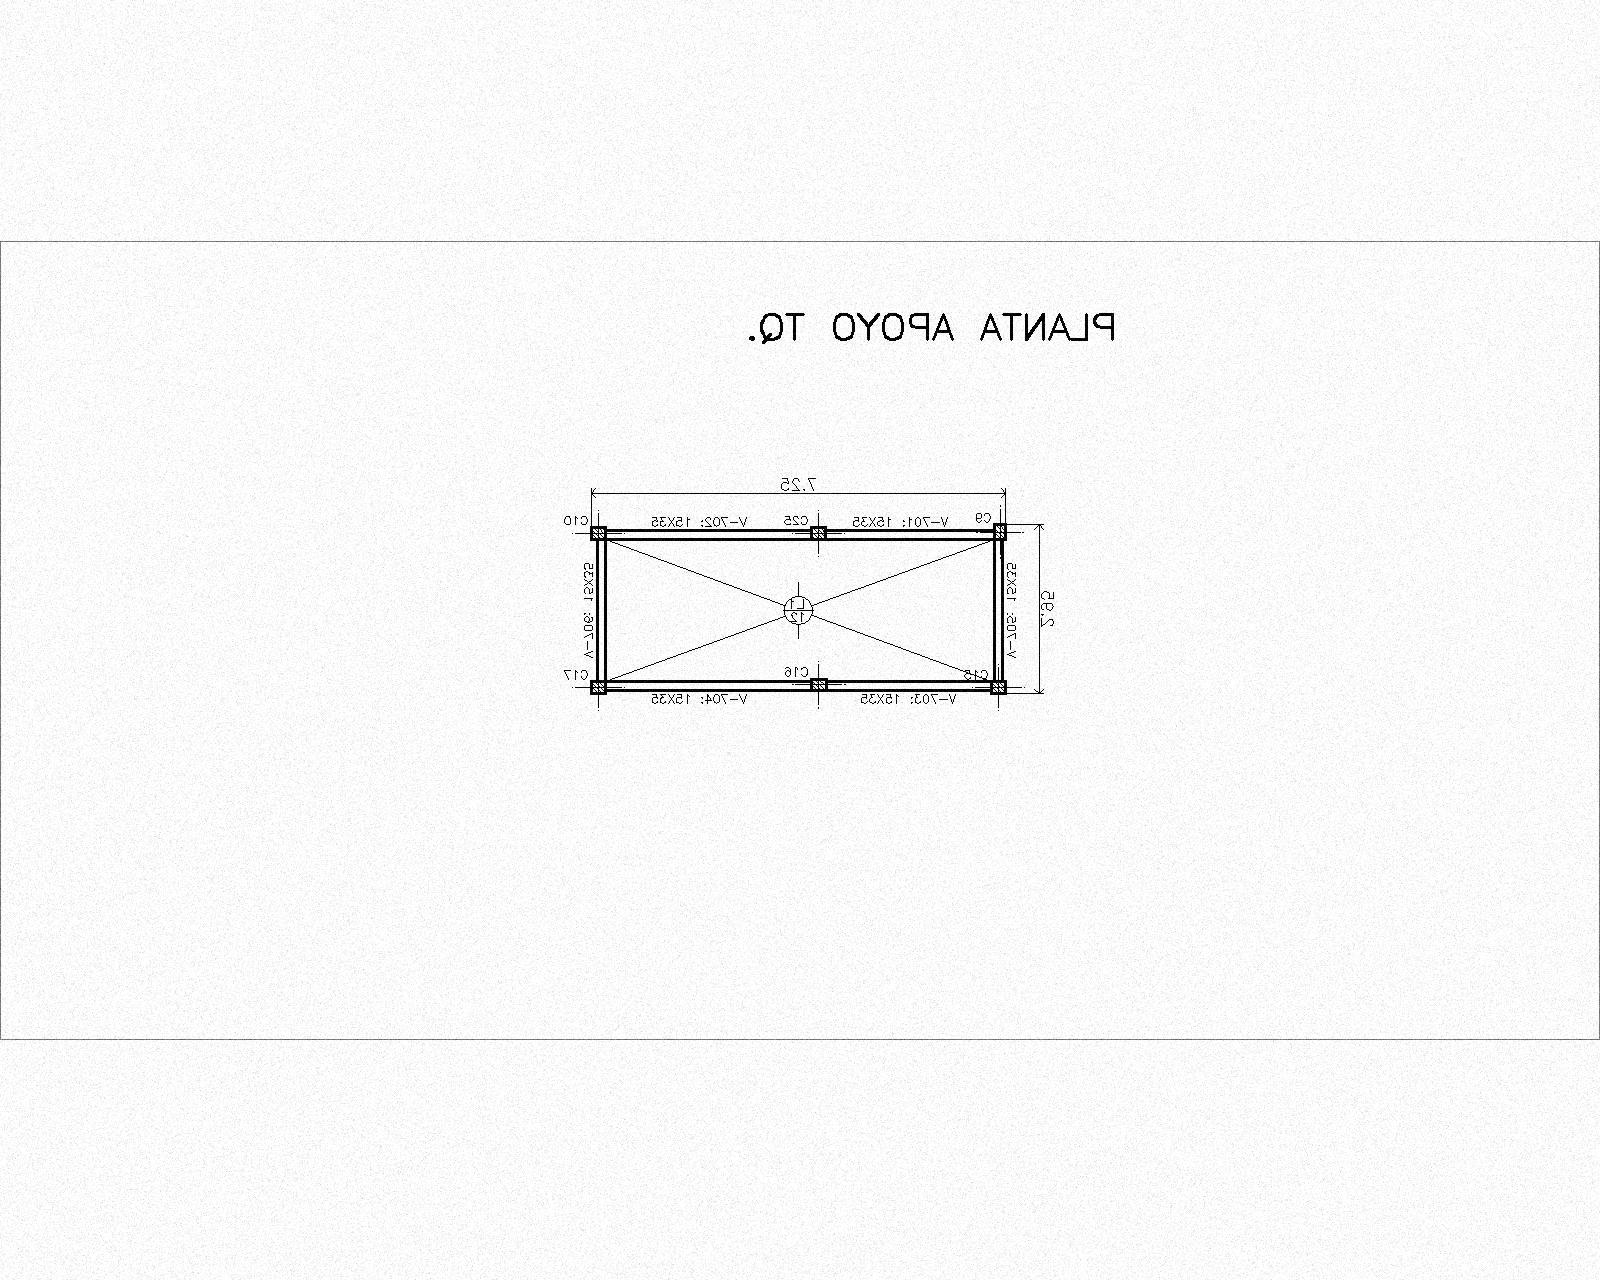 PLANTA APOYO TQ.
7.25
C9 V-701: 15X35 C25 V-702: 15X35 C10
V-705: 15X35
2.95
V-706: 15X35
L1
12
C15 C16 C17
V-703: 15X35 V-704: 15X35